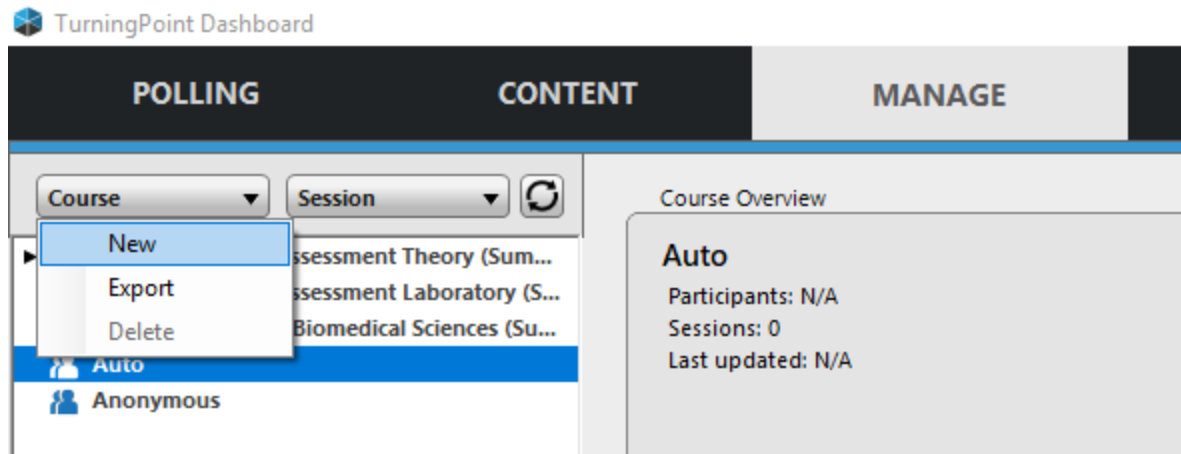 TurningPoint Dashboard
POLLING CONTENT MANAGE
Course Session
New
Export
Delete
ssessment Theory (Sum...
ssessment Laboratory (S...
Biomedical Sciences (Su...
Auto
Anonymous
Course Overview
Auto
Participants: N/A
Sessions: 0
Last updated: N/A